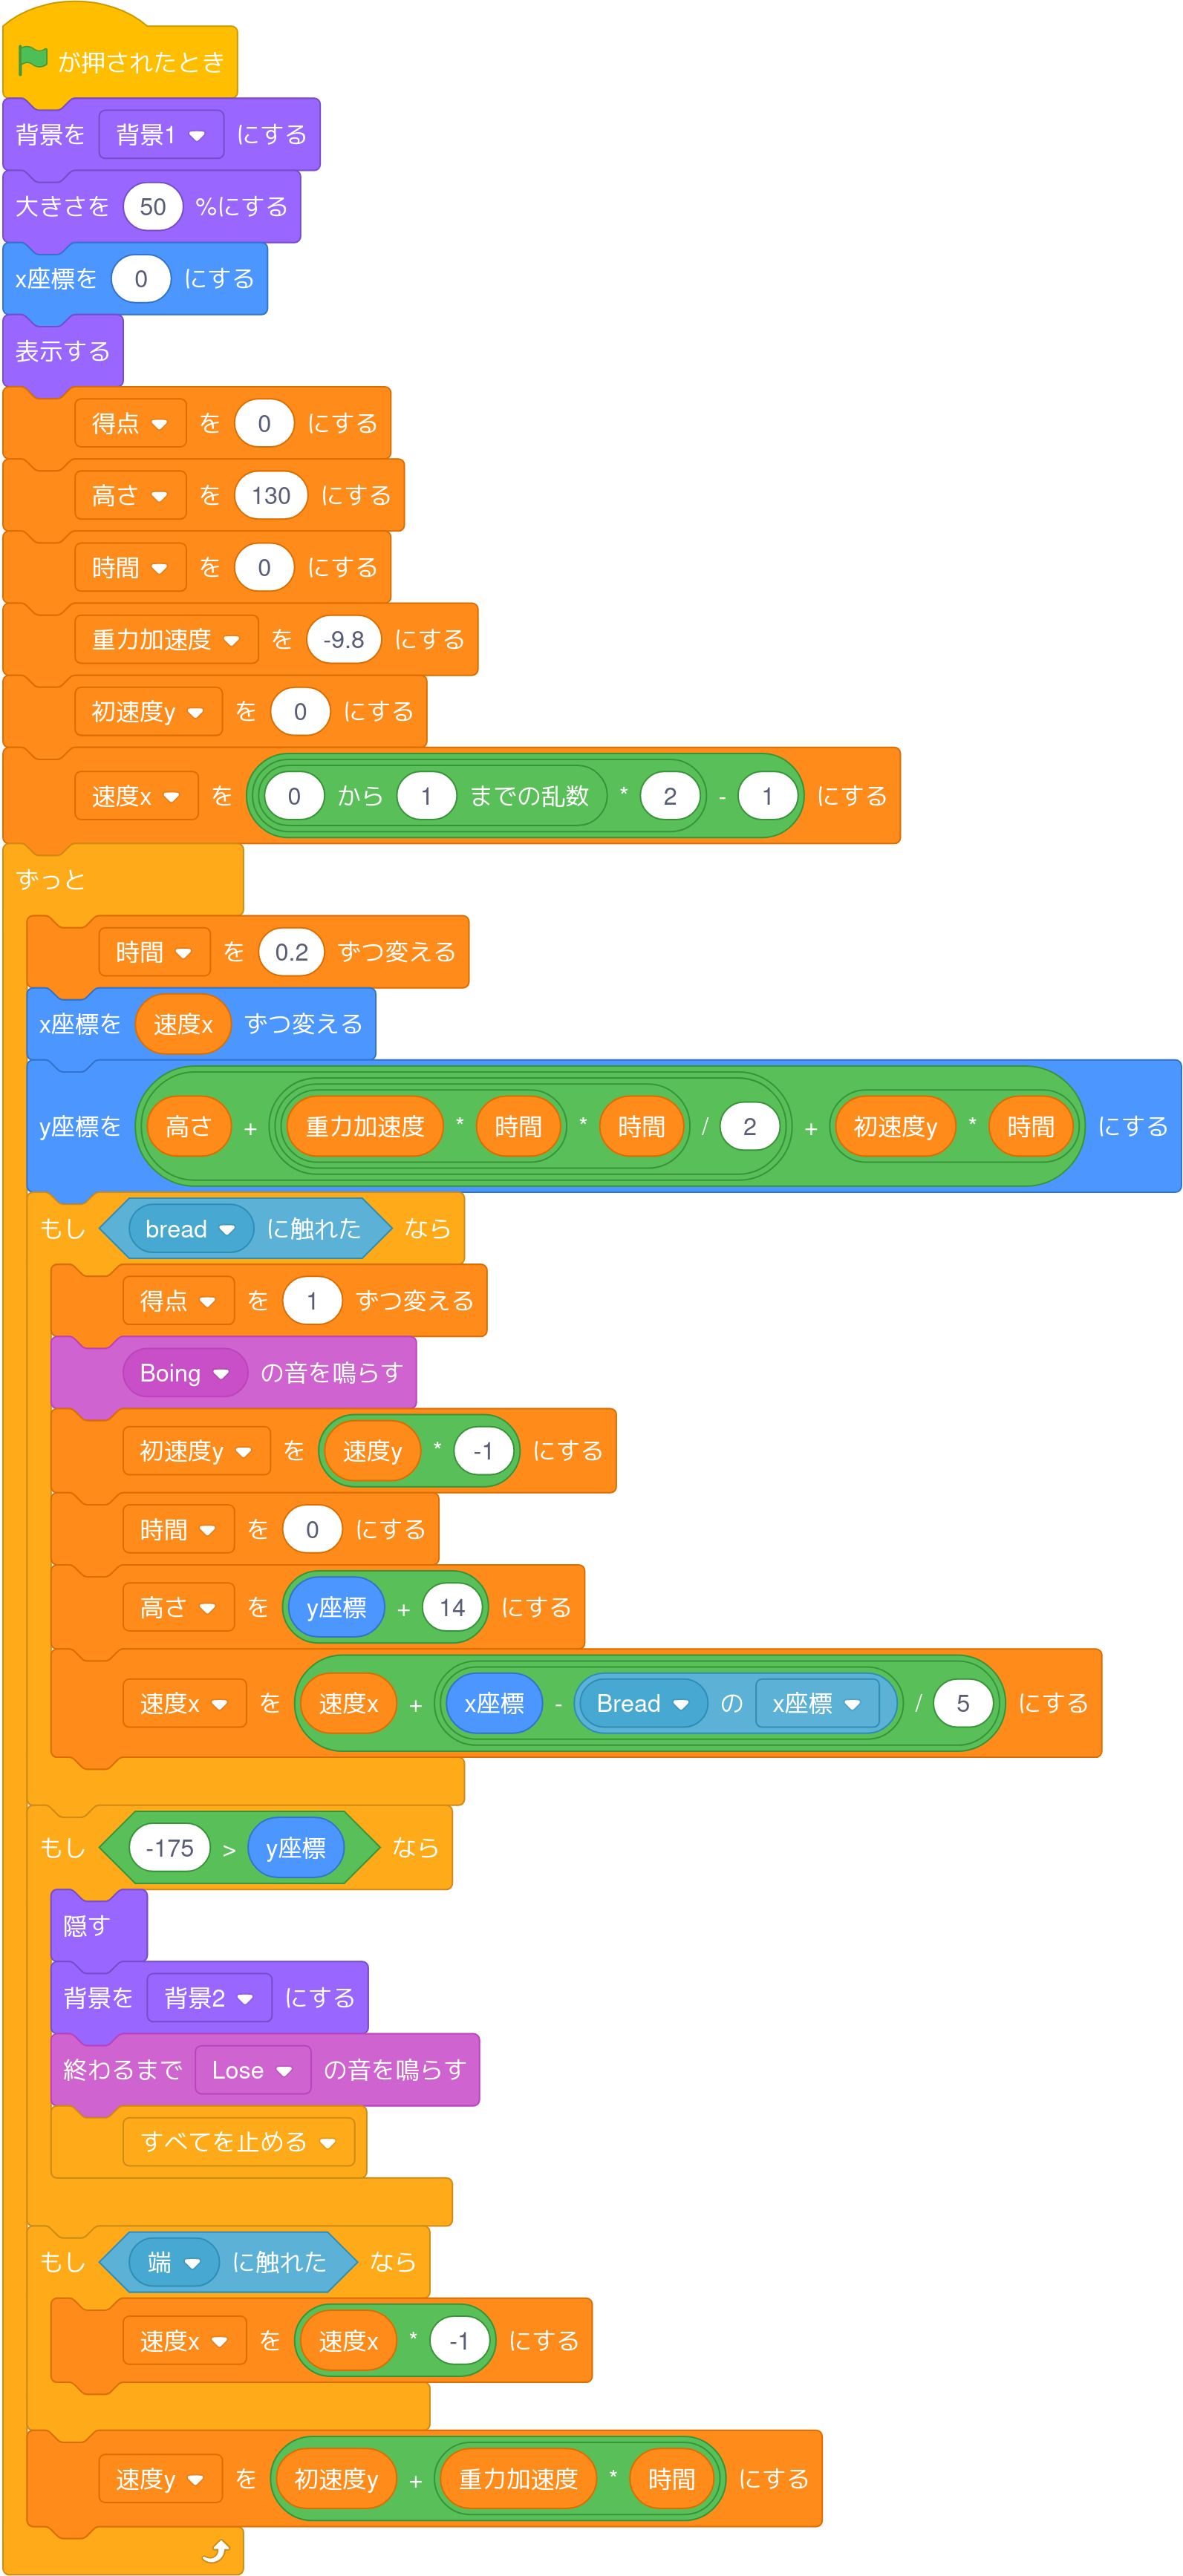 が押されたとき
背景を 背景1 にする
大きさを 50 %にする
x座標を 0 にする
表示する
得点 を 0 にする
高さ を 130 にする
時間 を 0 にする
重力加速度 を -9.8 にする
初速度y を 0 にする
速度x を 0 から 1 までの乱数 * 2 - 1 にする
ずっと
時間 を 0.2 ずつ変える
x座標を 速度x ずつ変える
y座標を 高さ + 重力加速度 * 時間 * 時間 / 2 + 初速度y * 時間 にする
もし bread に触れた なら
得点 を 1 ずつ変える
Boing の音を鳴らす
初速度y を 速度y * -1 にする
時間 を 0 にする
高さ を y座標 + 14 にする
速度x を 速度x + x座標 - Bread の x座標 / 5 にする
もし -175 > y座標 なら
隠す
背景を 背景2 にする
終わるまで Lose の音を鳴らす
すべてを止める
もし 端 に触れた なら
速度x を 速度x * -1 にする
速度y を 初速度y + 重力加速度 * 時間 にする